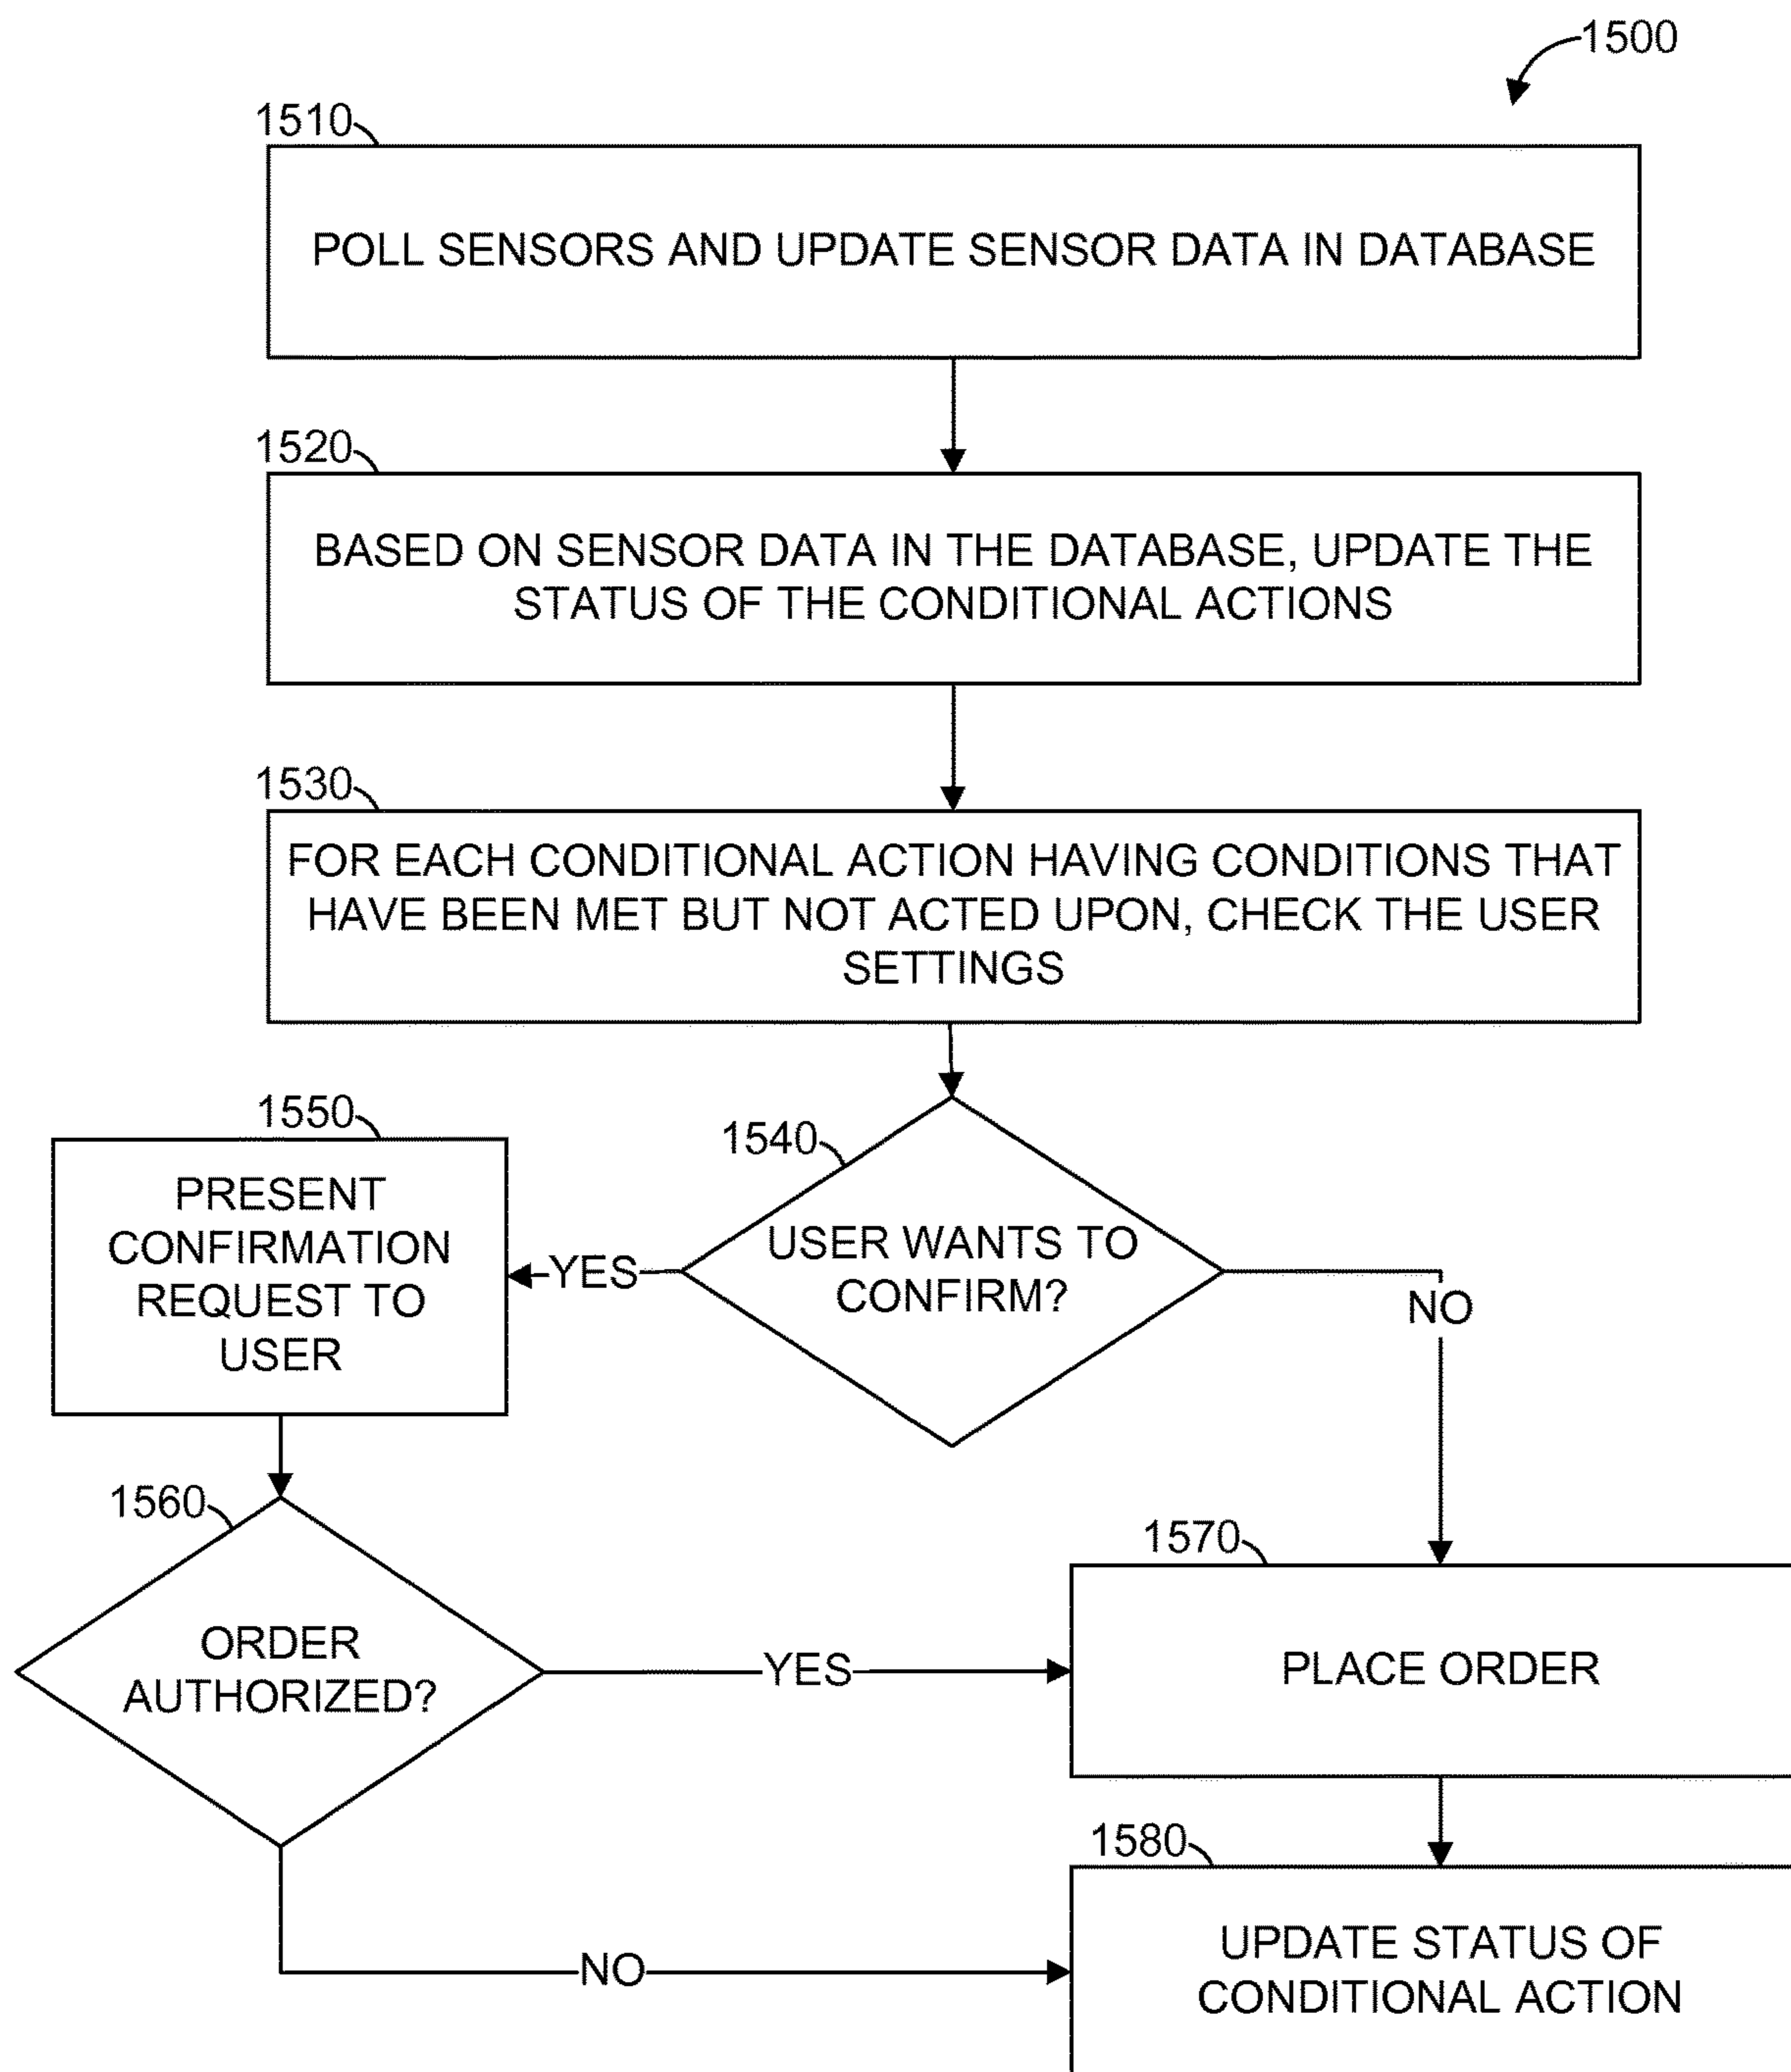 1500
1510
POLL SENSORS AND UPDATE SENSOR DATA IN DATABASE
1520
BASED ON SENSOR DATA IN THE DATABASE, UPDATE THE
STATUS OF THE CONDITIONAL ACTIONS
1530
FOR EACH CONDITIONAL ACTION HAVING CONDITIONS THAT
HAVE BEEN MET BUT NOT ACTED UPON, CHECK THE USER
SETTINGS
1540
USER WANTS TO
CONFIRM?
YES
NO
1550
PRESENT
CONFIRMATION
REQUEST TO
USER
1560
ORDER
AUTHORIZED?
YES
NO
1570
PLACE ORDER
1580
UPDATE STATUS OF
CONDITIONAL ACTION